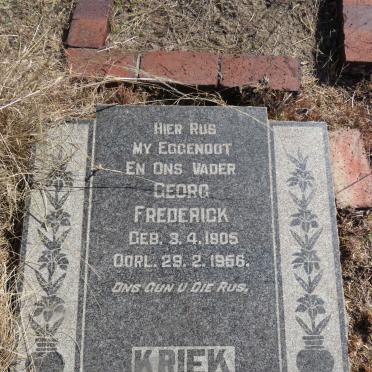 HIER RUS
MY EGGENOOT
EN ONS VADER
GEORG
FREDERICK
GEB. 3. 4. 1905
OORL. 29. 2. 1956.
ONS GUN U DIE RUS.
KRIEK